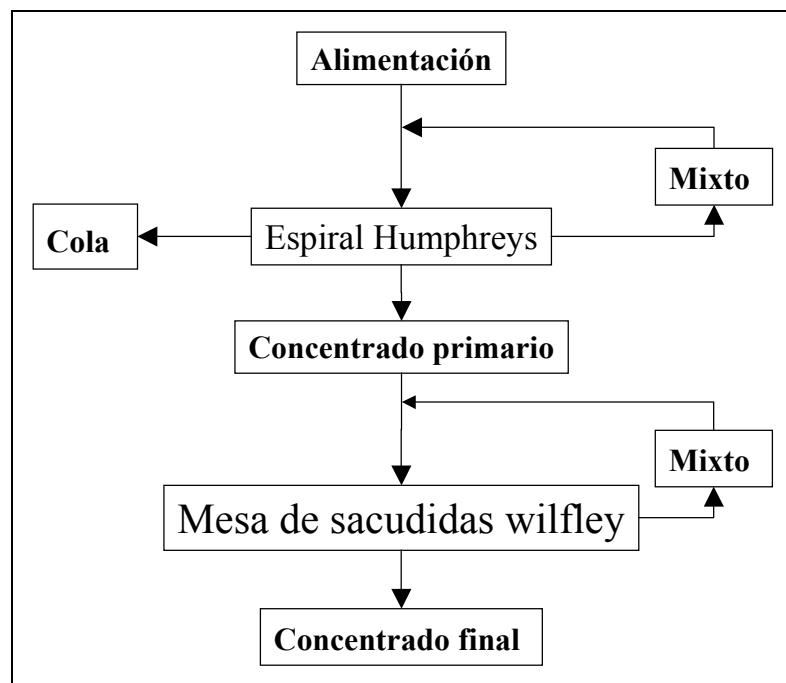 Alimentación
Mixto
Cola
Espiral Humphreys
Concentrado primario
Mixto
Mesa de sacudidas wilfley
Concentrado final